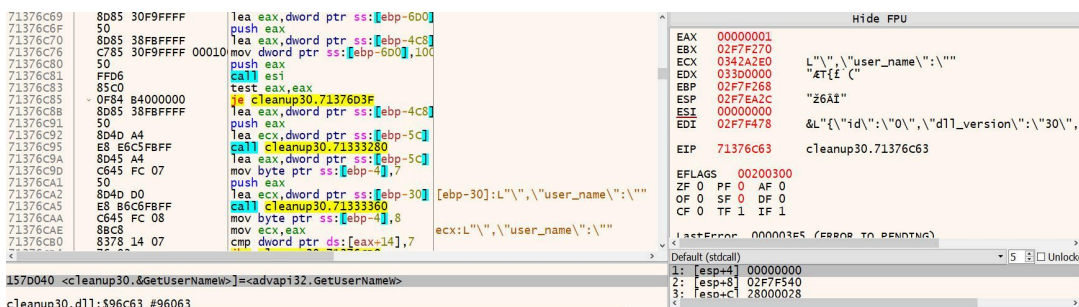 71376C69 8D85 30F9FFFF lea eax,dword ptr ss:[ebp-6D0]
71376C6F 50 push eax
71376C70 8D85 38FBFFFF lea eax,dword ptr ss:[ebp-4C8]
71376C76 C785 30F9FFFF 00010 mov dword ptr ss:[ebp-6D0],100
71376C80 50 push eax
71376C81 FFD6 call esi
71376C83 85C0 test eax,eax
71376C85 0F84 B4000000 je cleanup30.71376D3F
71376C8B 8D85 38FBFFFF lea eax,dword ptr ss:[ebp-4C8]
71376C91 50 push eax
71376C92 8D4D A4 lea ecx,dword ptr ss:[ebp-5C]
71376C95 E8 E6C5FBFF call cleanup30.71333280
71376C9A 8D45 A4 lea eax,dword ptr ss:[ebp-5C]
71376C9D C645 FC 07 mov byte ptr ss:[ebp-4],7
71376CA1 50 push eax
71376CA2 8D4D D0 lea ecx,dword ptr ss:[ebp-30] [ebp-30]:L"\",\"user_name\":\""
71376CA5 E8 B6C6FBFF call cleanup30.71333360
71376CAA C645 FC 08 mov byte ptr ss:[ebp-4],8
71376CAE 8BC8 mov ecx,eax ecx:L"\",\"user_name\":\""
71376CB0 8378 14 07 cmp dword ptr ds:[eax+14],7
157D040 <cleanup30.&GetUserNameW>]=<advapi32.GetUserNameW>
cleanup30.dll:$96C63 #96063
Hide FPU
EAX 00000001
EBX 02F7F270
ECX 0342A2E0 L"\",\"user_name\":\""
EDX 033D0000 "ÆT{£¨("
EBP 02F7F268
ESP 02F7EA2C "Ž6ÂÍ"
ESI 00000000
EDI 02F7F478 &L"{\"id\":\"0\",\"dll_version\":\"30\",
EIP 71376C63 cleanup30.71376C63
EFLAGS 00200300
ZF 0 PF 0 AF 0
OF 0 SF 0 DF 0
CF 0 TF 1 IF 1
LastError 000003E5 (ERROR_IO_PENDING)
Default (stdcall) 5 Unlocke
1: [esp+4] 00000000
2: [esp+8] 02F7F540
3: [esp+C] 28000028